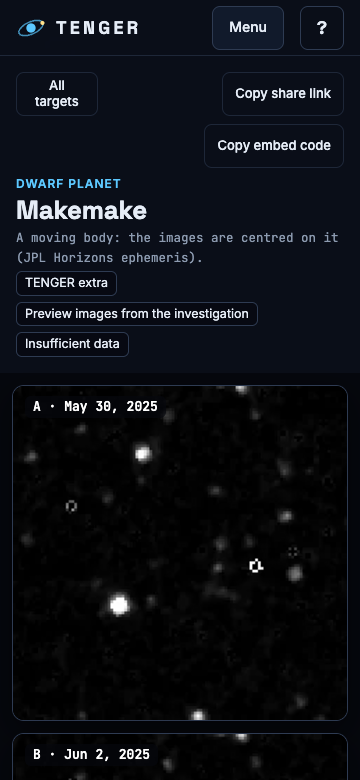 TENGER
Menu
?
All
targets
Copy share link
Copy embed code
DWARF PLANET
Makemake
A moving body: the images are centred on it
(JPL Horizons ephemeris).
TENGER extra
Preview images from the investigation
Insufficient data
A · May 30, 2025
B · Jun 2, 2025